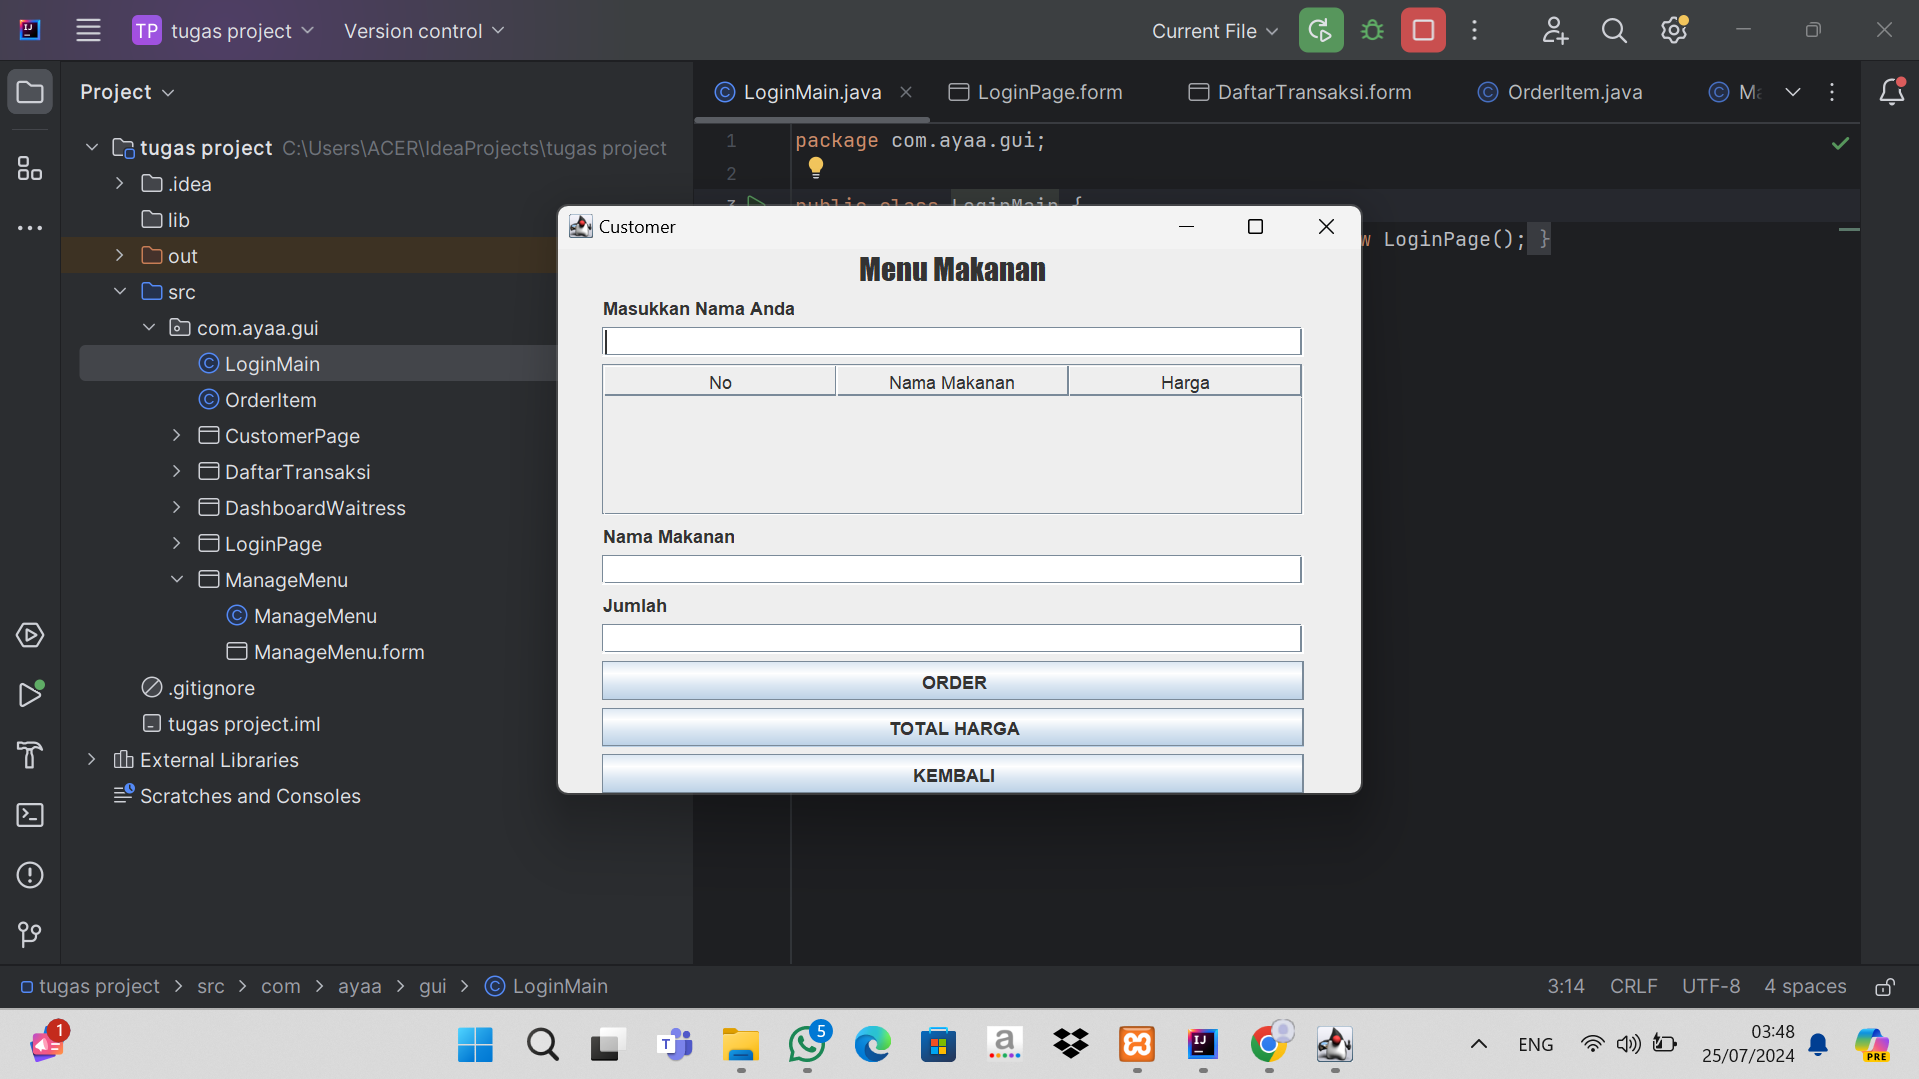 TP tugas project
Version control
Current File
Project
LoginMain.java
LoginPage.form
DaftarTransaksi.form
OrderItem.java
tugas project C:\Users\ACER\IdeaProjects\tugas project
.idea
lib
out
src
com.ayaa.gui
LoginMain
OrderItem
CustomerPage
DaftarTransaksi
DashboardWaitress
LoginPage
ManageMenu
ManageMenu
ManageMenu.form
.gitignore
tugas project.iml
External Libraries
Scratches and Consoles
1 package com.ayaa.gui;
2
3 public class LoginMain {
w LoginPage(); }
Customer
Menu Makanan
Masukkan Nama Anda
No Nama Makanan Harga
Nama Makanan
Jumlah
ORDER
TOTAL HARGA
KEMBALI
tugas project > src > com > ayaa > gui > LoginMain
3:14 CRLF UTF-8 4 spaces
1
5
ENG
03:48
25/07/2024
PRE